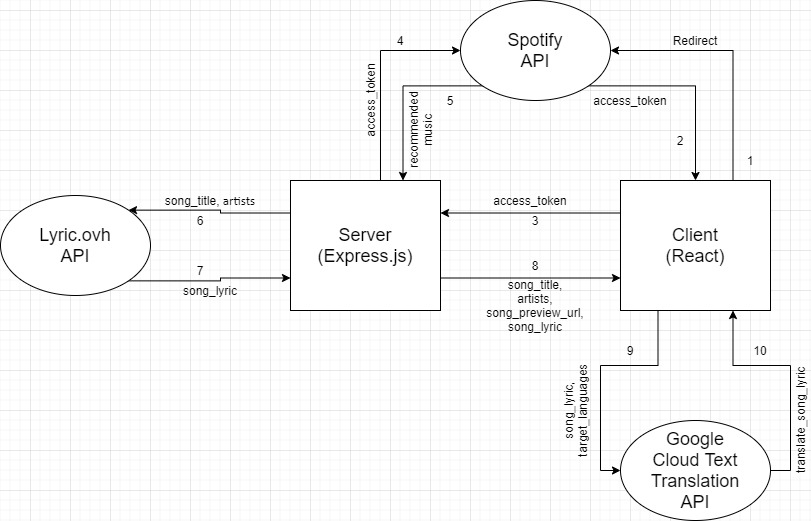 4
Spotify
API
Redirect
access_token
5
access_token
recommended
music
2
1
song_title, artists
6
access_token
3
Lyric.ovh
API
Server
(Express.js)
Client
(React)
7
song_lyric
8
song_title,
artists,
song_preview_url,
song_lyric
9
10
song_lyric,
target_languages
translate_song_lyric
Google
Cloud Text
Translation
API